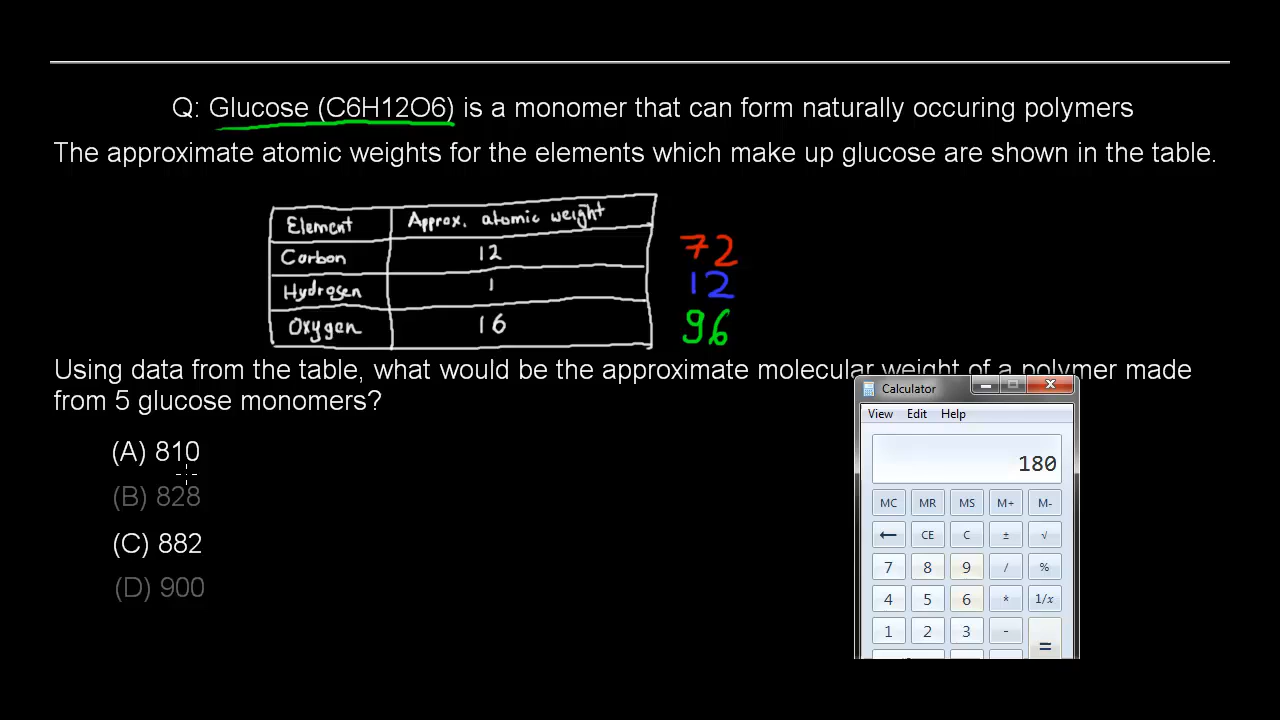 Q: Glucose (C6H12O6) is a monomer that can form naturally occuring polymers
The approximate atomic weights for the elements which make up glucose are shown in the table.
Element Approx. atomic weight
Carbon 12 72
Hydrogen 1 12
Oxygen 16 96
Using data from the table, what would be the approximate molecular weight of a polymer made
from 5 glucose monomers?
(A) 810
(B) 828
(C) 882
(D) 900
Calculator
View Edit Help
180
MC MR MS M+ M-
← CE C ± √
7 8 9 / %
4 5 6 * 1/x
1 2 3 - =